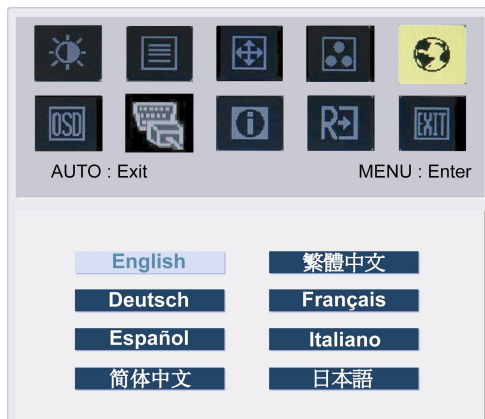 OSD
i
R
EXIT
AUTO : Exit MENU : Enter
English 繁體中文
Deutsch Français
Español Italiano
简体中文 日本語